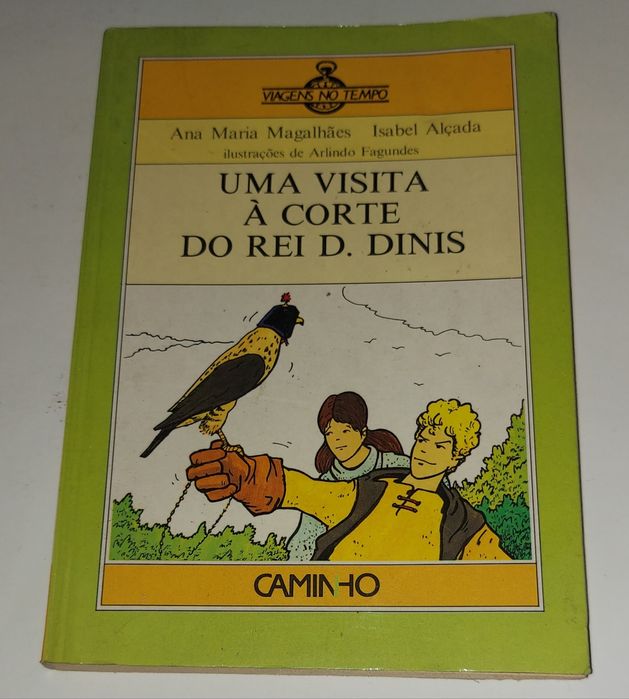 VIAGENS NO TEMPO
Ana Maria Magalhães Isabel Alçada
ilustrações de Arlindo Fagundes
UMA VISITA
À CORTE
DO REI D. DINIS
CAMINHO